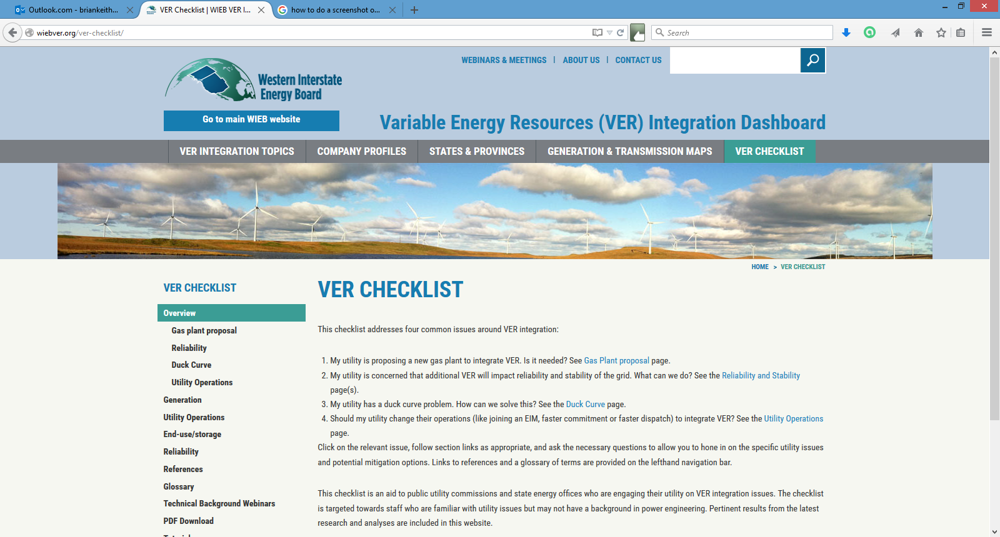 Outlook.com - briankeith...
VER Checklist | WIEB VER I...
how to do a screenshot o...
wiebver.org/ver-checklist/
Search
WEBINARS & MEETINGS | ABOUT US | CONTACT US
Western Interstate
Energy Board
Go to main WIEB website
Variable Energy Resources (VER) Integration Dashboard
VER INTEGRATION TOPICS
COMPANY PROFILES
STATES & PROVINCES
GENERATION & TRANSMISSION MAPS
VER CHECKLIST
HOME > VER CHECKLIST
VER CHECKLIST
Overview
Gas plant proposal
Reliability
Duck Curve
Utility Operations
Generation
Utility Operations
End-use/storage
Reliability
References
Glossary
Technical Background Webinars
PDF Download
VER CHECKLIST
This checklist addresses four common issues around VER integration:
1. My utility is proposing a new gas plant to integrate VER. Is it needed? See Gas Plant proposal page.
2. My utility is concerned that additional VER will impact reliability and stability of the grid. What can we do? See the Reliability and Stability
page(s).
3. My utility has a duck curve problem. How can we solve this? See the Duck Curve page.
4. Should my utility change their operations (like joining an EIM, faster commitment or faster dispatch) to integrate VER? See the Utility Operations
page.
Click on the relevant issue, follow section links as appropriate, and ask the necessary questions to allow you to hone in on the specific utility issues
and potential mitigation options. Links to references and a glossary of terms are provided on the lefthand navigation bar.
This checklist is an aid to public utility commissions and state energy offices who are engaging their utility on VER integration issues. The checklist
is targeted towards staff who are familiar with utility issues but may not have a background in power engineering. Pertinent results from the latest
research and analyses are included in this website.